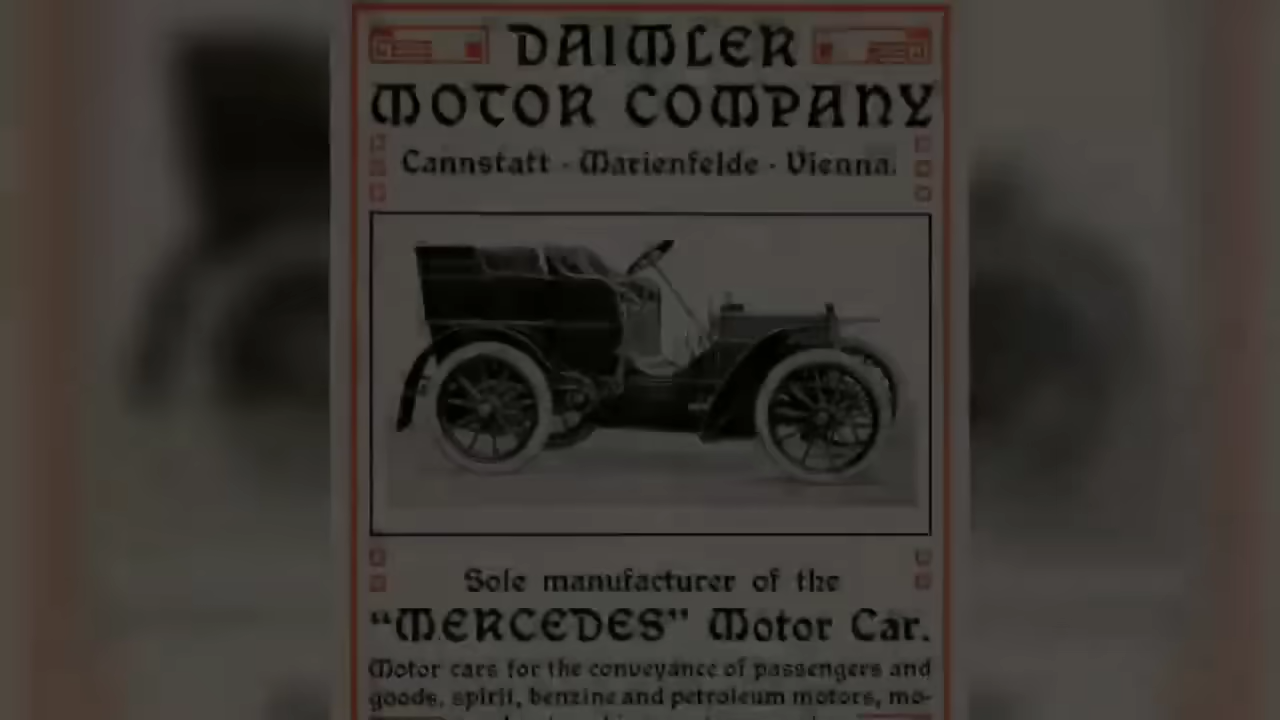 DAIMLER
MOTOR COMPANY
Cannstatt - Marienfelde - Vienna.
Sole manufacturer of the
"MERCEDES" Motor Car.
Motor cars for the conveyance of passengers and
goods, spirit, benzine and petroleum motors, mo-